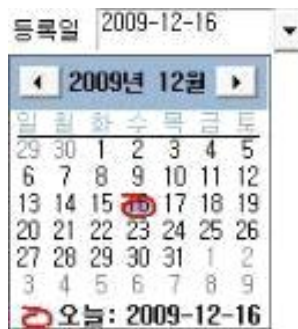 등록일 2009-12-16
2009년 12월
일 월 화 수 목 금 토
29 30 1 2 3 4 5
6 7 8 9 10 11 12
13 14 15 16 17 18 19
20 21 22 23 24 25 26
27 28 29 30 31 1 2
3 4 5 6 7 8 9
오늘: 2009-12-16